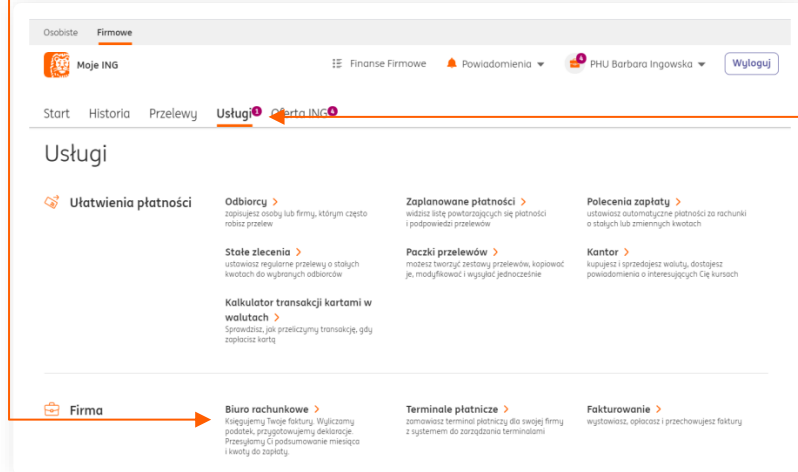 Osobiste Firmowe
Moje ING Finanse Firmowe Powiadomienia 4 PHU Barbara Ingowska Wyloguj
Start Historia Przelewy Usługi 1 Oferta ING 4
Usługi
Ułatwienia płatności
Odbiorcy >
zapisujesz osoby lub firmy, którym często
robisz przelew
Zaplanowane płatności >
widzisz listę powtarzających się płatności
i podpowiedzi przelewów
Polecenia zapłaty >
ustawiasz automatyczne płatności za rachunki
o stałych lub zmiennych kwotach
Stałe zlecenia >
ustawiasz regularne przelewy o stałych
kwotach do wybranych odbiorców
Paczki przelewów >
możesz tworzyć zestawy przelewów, kopiować
je, modyfikować i wysyłać jednocześnie
Kantor >
kupujesz i sprzedajesz waluty, dostajesz
powiadomienia o interesujących Cię kursach
Kalkulator transakcji kartami w
walutach >
Sprawdzisz, jak przeliczymy transakcję, gdy
zapłacisz kartą
Firma
Biuro rachunkowe >
Księgujemy Twoje faktury. Wyliczamy
podatek, przygotowujemy deklaracje.
Przesyłamy Ci podsumowanie miesiąca
i kwoty do zapłaty.
Terminale płatnicze >
zamawiasz terminal płatniczy dla swojej firmy
z systemem do zarządzania terminalami
Fakturowanie >
wystawiasz, opłacasz i przechowujesz faktury